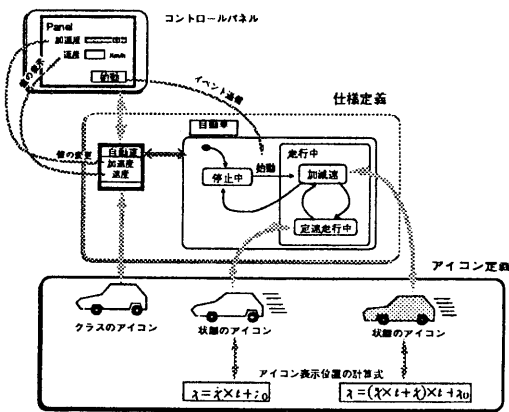 コントロールパネル
Panel
加速度
速度 Km/h
始動
値の表示
イベント送信
仕様定義
値の変更
自動車
加速度
速度
自動車
停止中
始動
走行中
加減速
定速走行中
アイコン定義
クラスのアイコン
状態のアイコン
状態のアイコン
アイコン表示位置の計算式